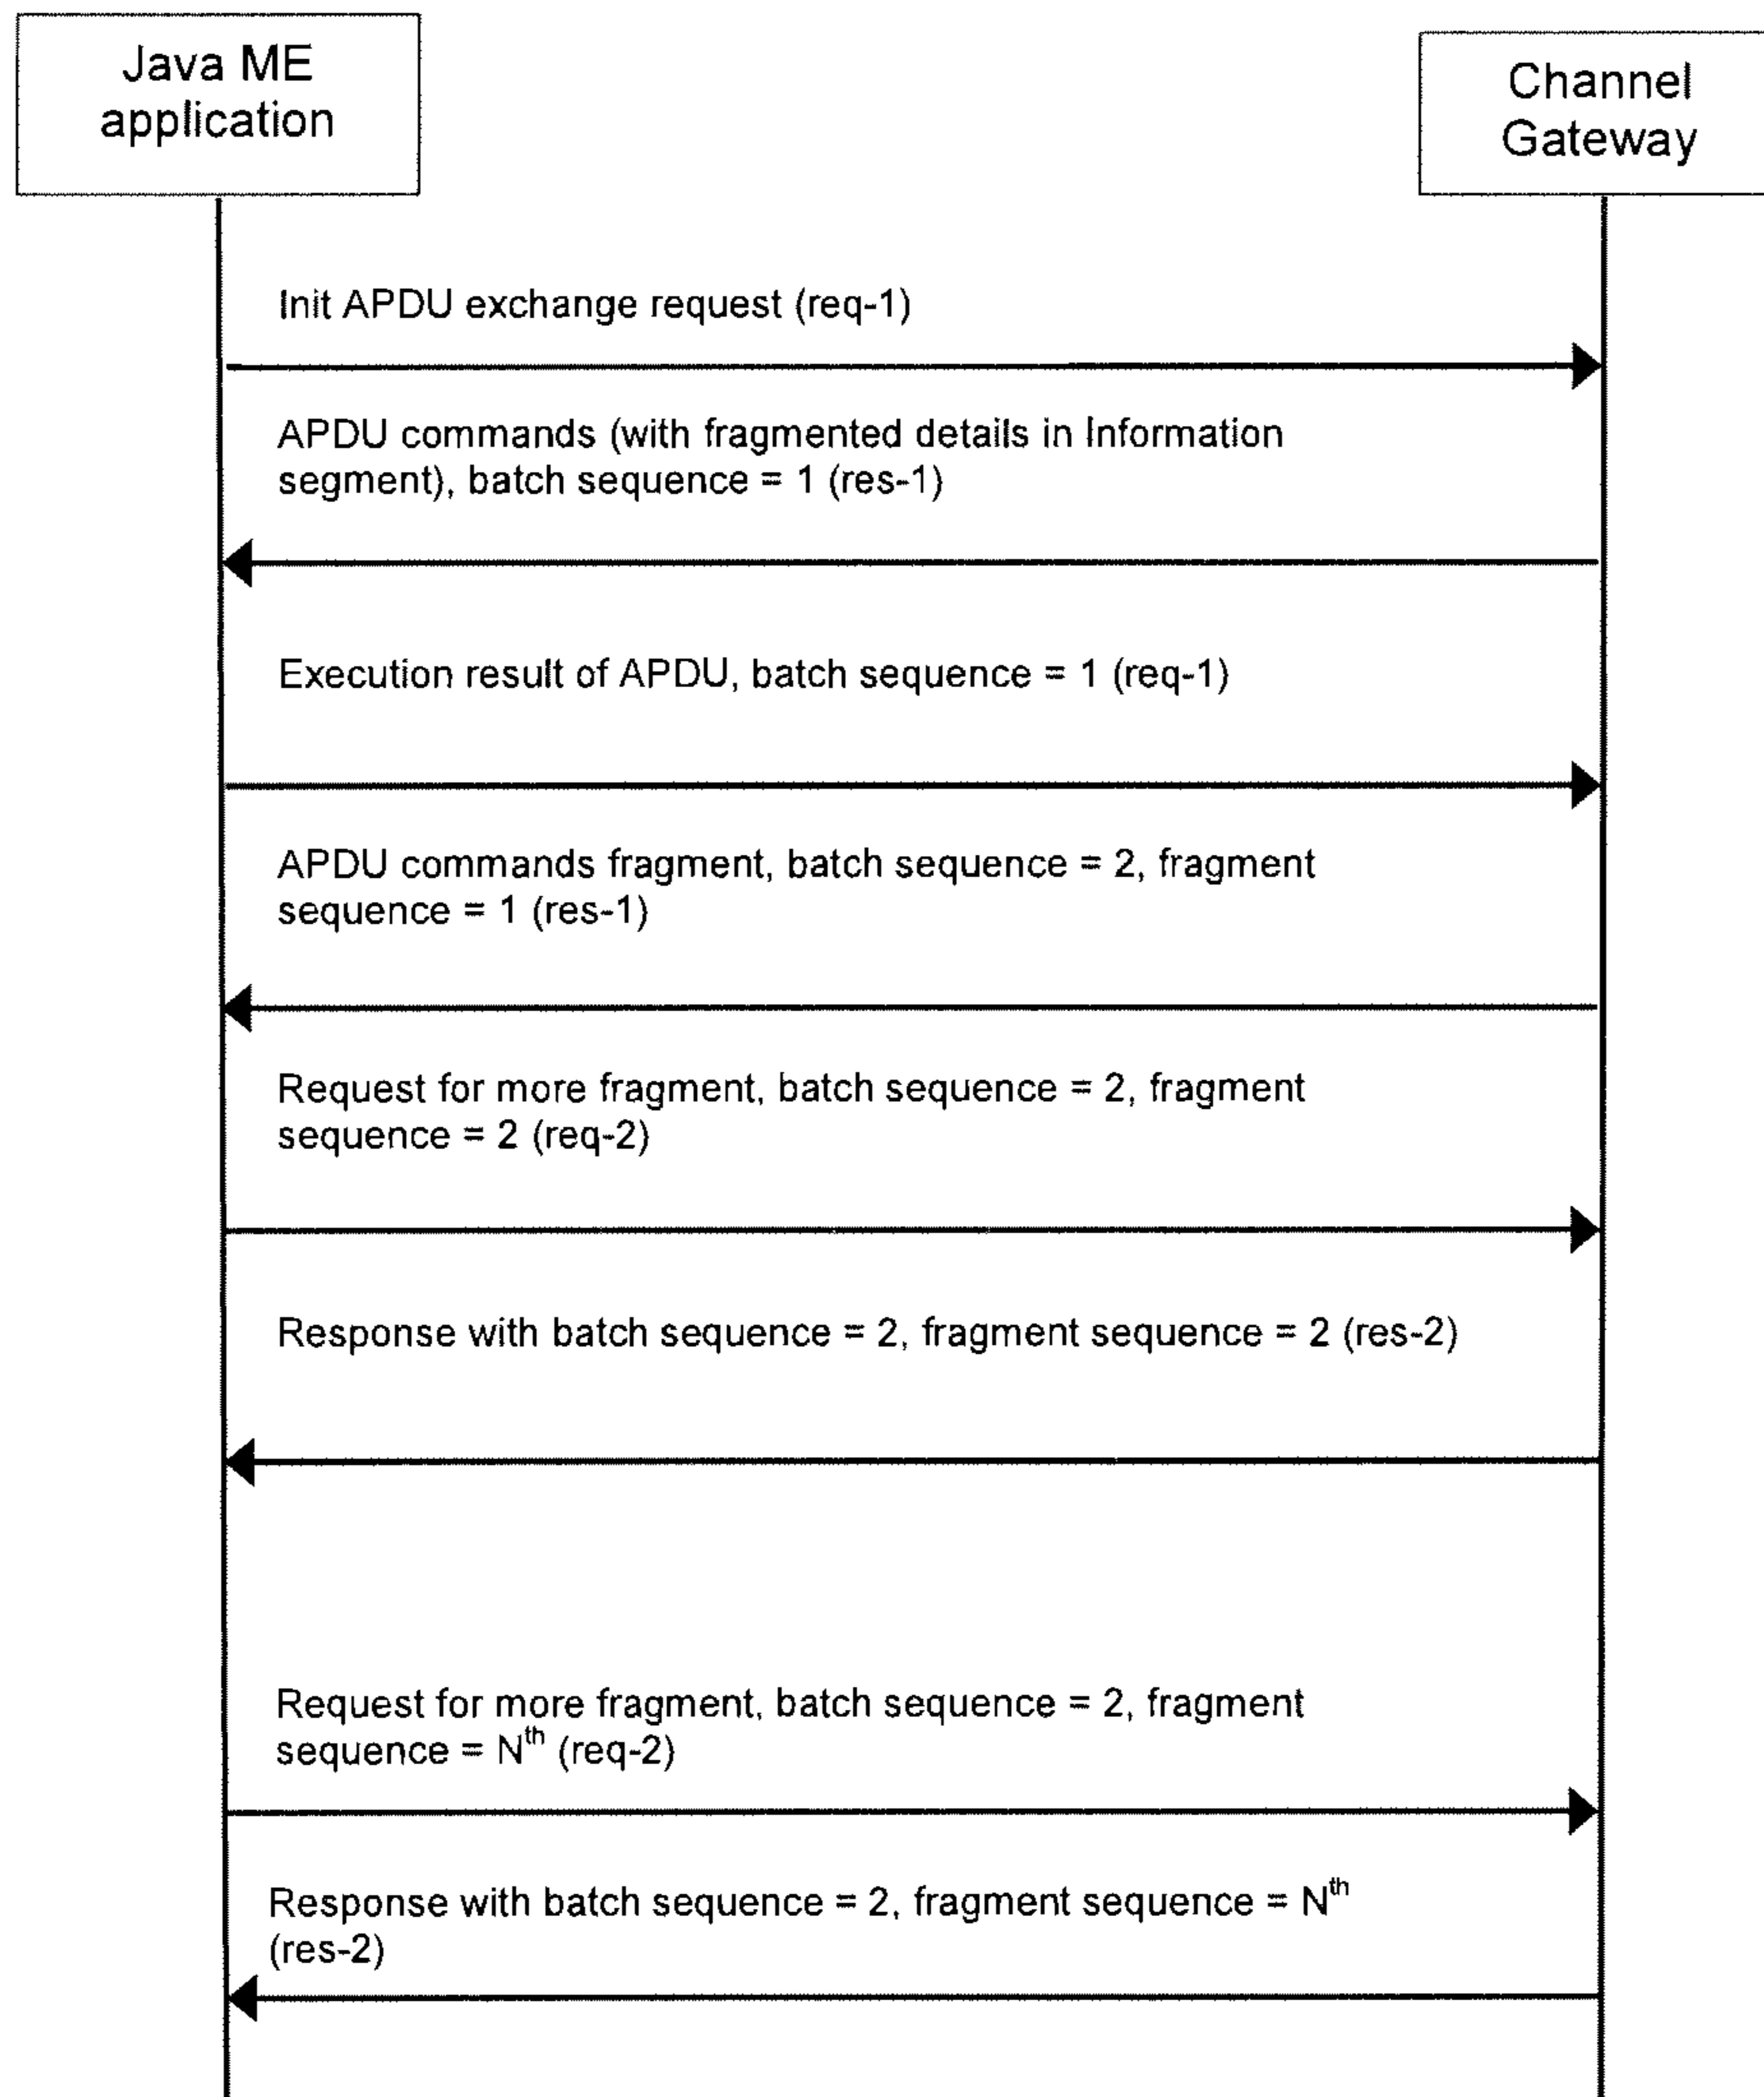 Java ME
application
Channel
Gateway
Init APDU exchange request (req-1)
APDU commands (with fragmented details in Information
segment), batch sequence = 1 (res-1)
Execution result of APDU, batch sequence = 1 (req-1)
APDU commands fragment, batch sequence = 2, fragment
sequence = 1 (res-1)
Request for more fragment, batch sequence = 2, fragment
sequence = 2 (req-2)
Response with batch sequence = 2, fragment sequence = 2 (res-2)
Request for more fragment, batch sequence = 2, fragment
sequence = Nth (req-2)
Response with batch sequence = 2, fragment sequence = Nth
(res-2)